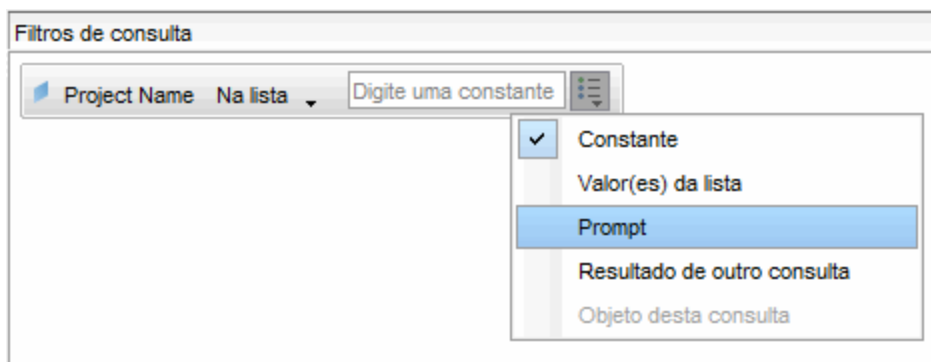 Filtros de consulta
Project Name Na lista Digite uma constante
Constante
Valor(es) da lista
Prompt
Resultado de outro consulta
Objeto desta consulta